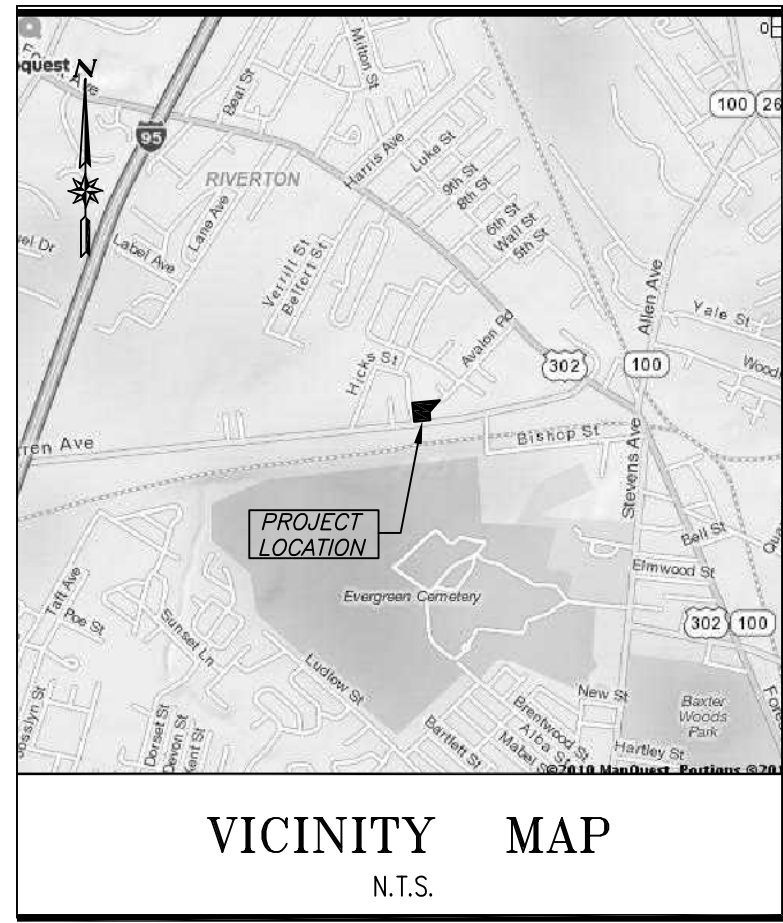 quest
N
Ave
95
Beal St
Milton St
100
26
RIVERTON
Harris Ave
Luke St
9th St
8th St
6th St
Wall St
5th St
Label Ave
Lane Ave
Verrill St
Belfort St
Allen Ave
Yale St
Hicks St
Avalon Rd
302
100
ren Ave
Bishop St
Stevens Ave
PROJECT
LOCATION
Bell St
Elmwood St
Evergreen Cemetery
Taft Ave
Poe St
Sunset Ln
302
100
Ludlow St
New St
Baxter
Woods
Park
Brentwood St
Alba St
Mabel St
Bartlett St
Hartley St
Dorset St
Devon St
Kent St
©2010 MapQuest, Portions ©201
VICINITY MAP
N.T.S.